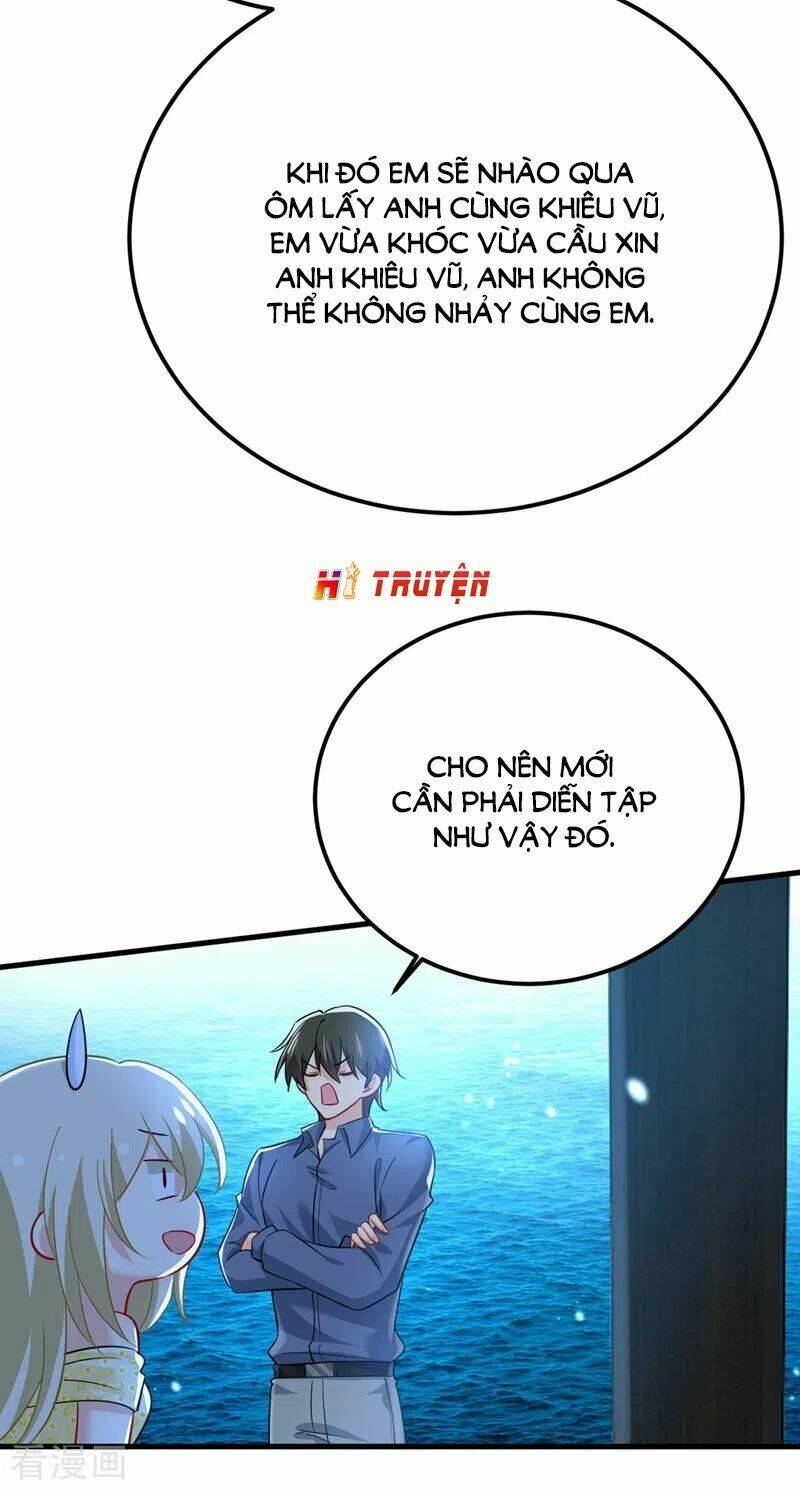 KHI ĐÓ EM SẼ NHÀO QUA
ÔM LẤY ANH CÙNG KHIÊU VŨ,
EM VỪA KHÓC VỪA CẦU XIN
ANH KHIÊU VŨ, ANH KHÔNG
THỂ KHÔNG NHẢY CÙNG EM.
HI TRUYỆN
CHO NÊN MỚI
CẦN PHẢI DIỄN TẬP
NHƯ VẬY ĐÓ.
看漫画